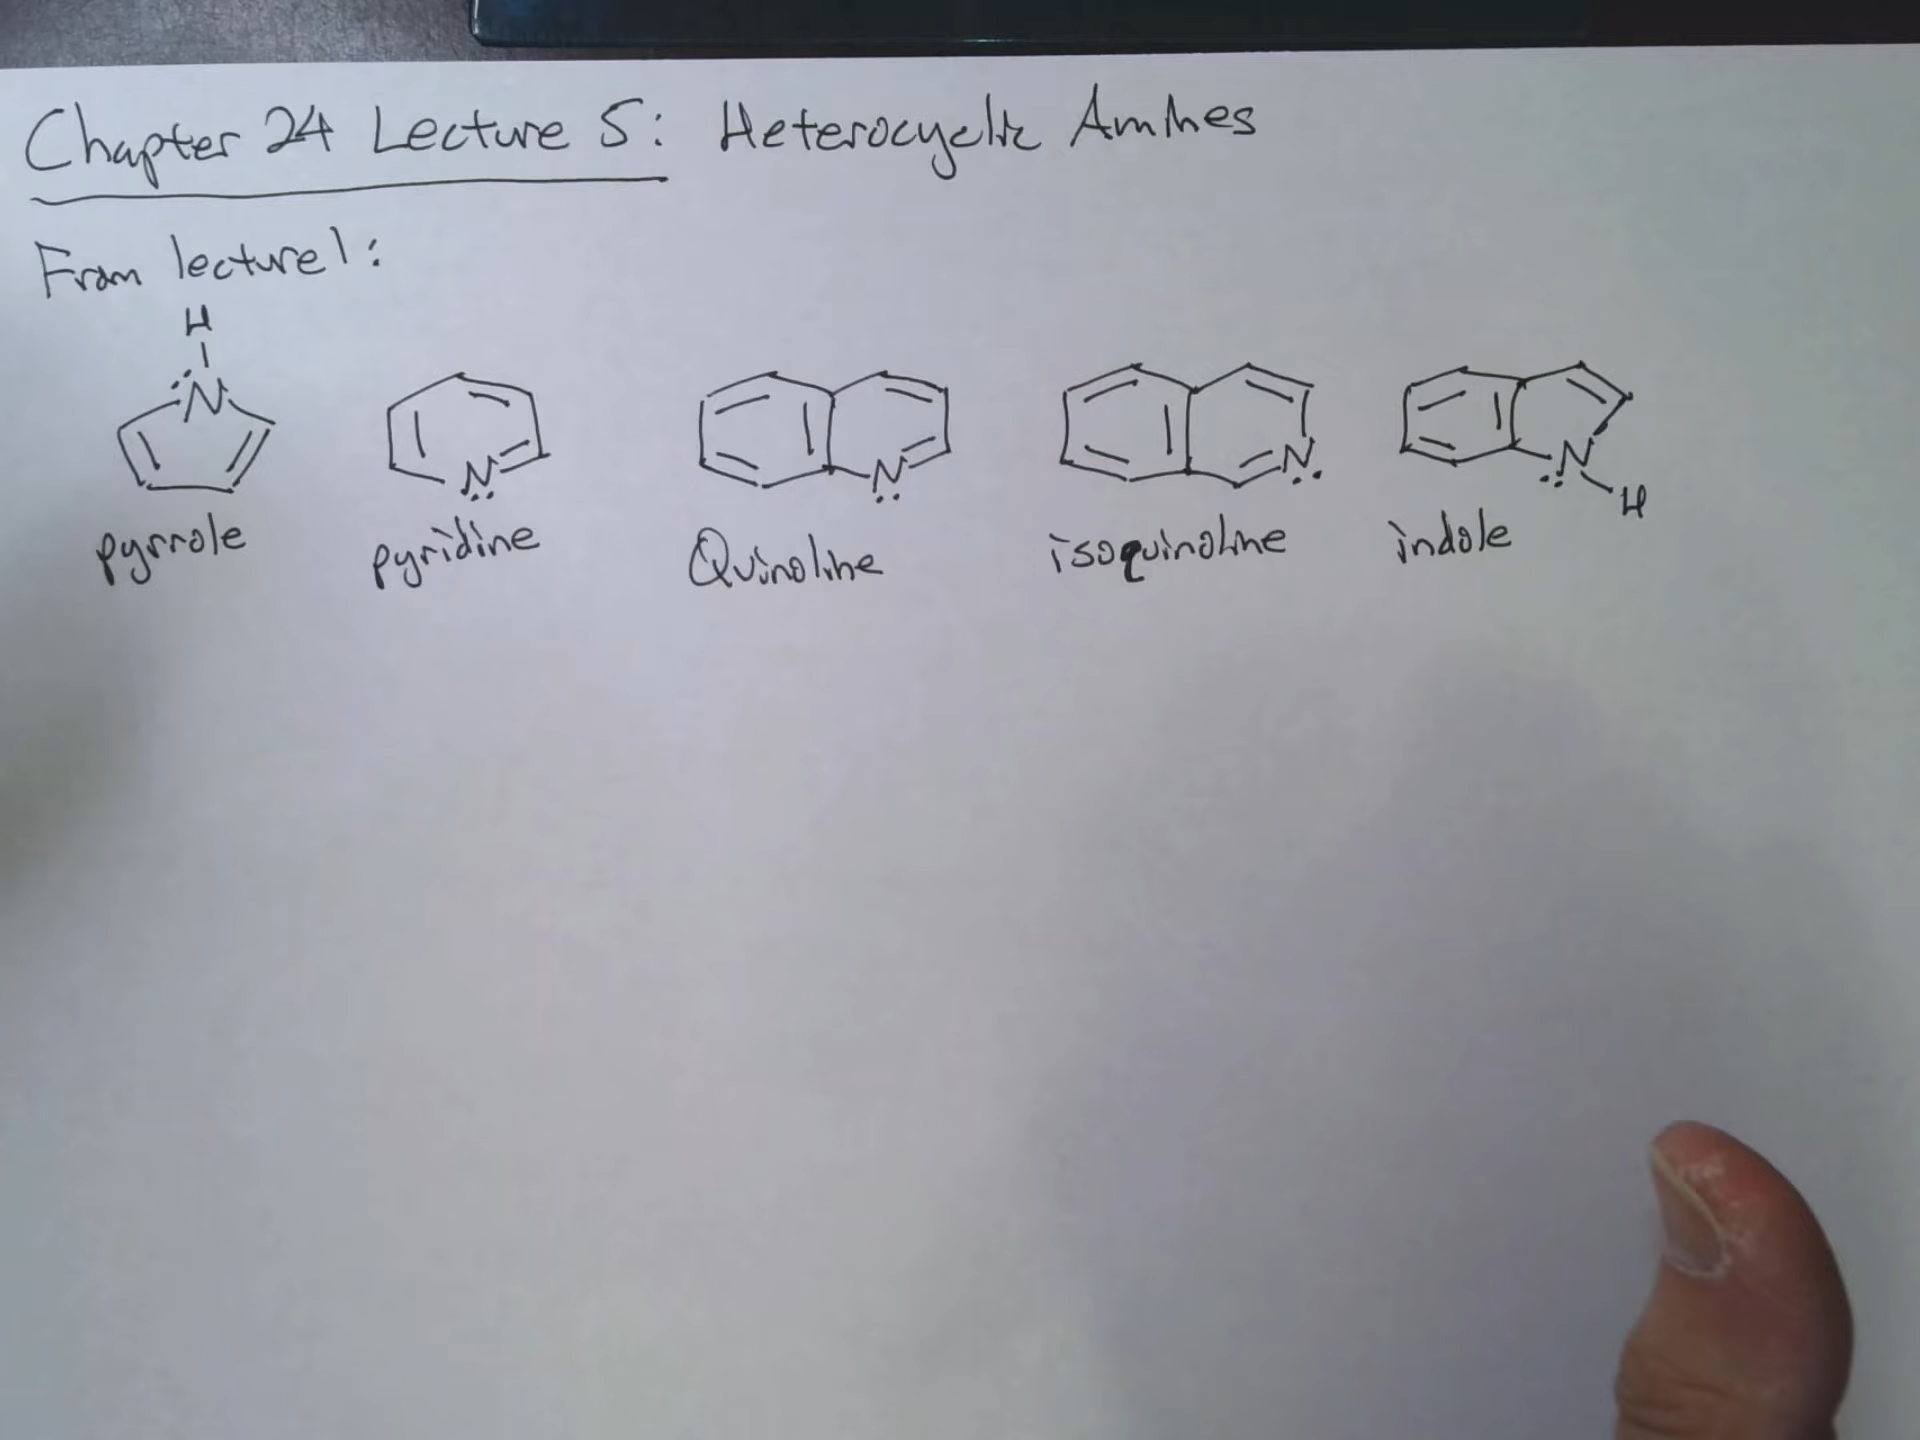 Chapter 24 Lecture 5: Heterocyclic Amines
From lecture 1:
H
N
N
N
N
N
H
pyrrole pyridine Quinoline isoquinoline indole